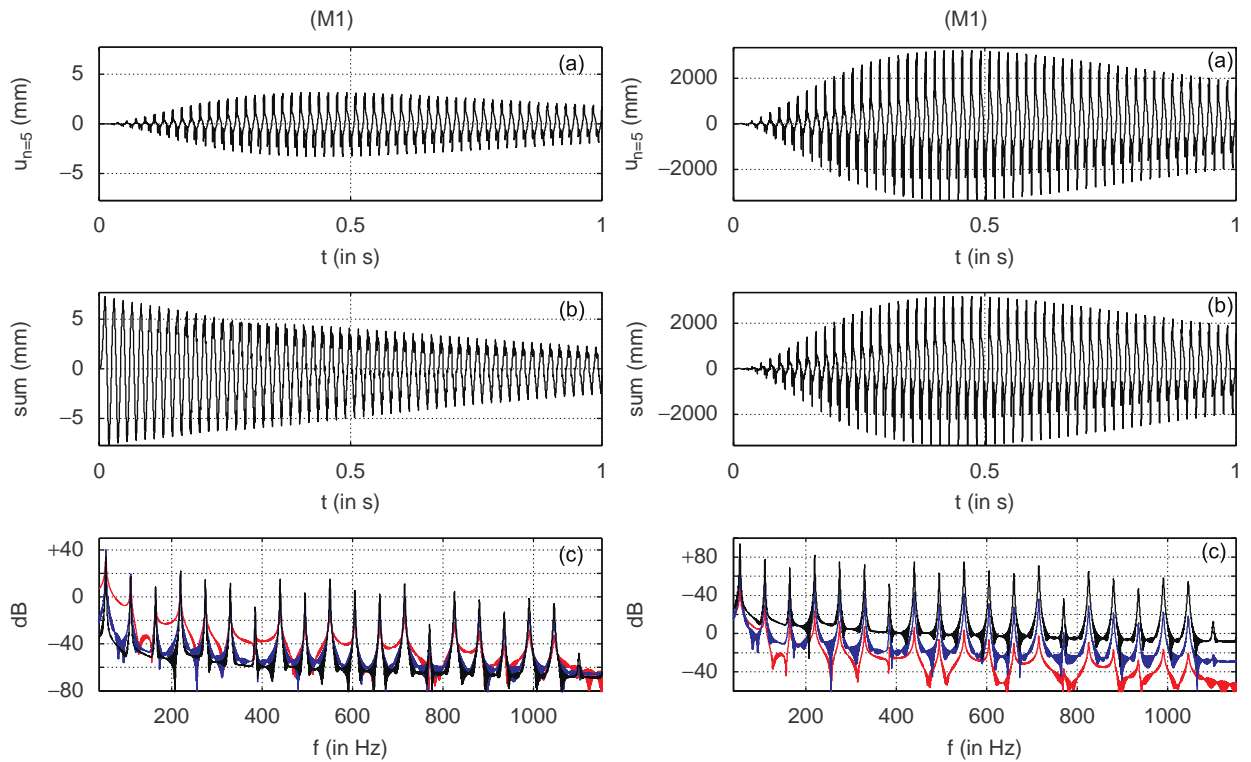 (M1)
(a)
u_{n=5} (mm)
5
0
−5
0
0.5
1
t (in s)
(b)
sum (mm)
5
0
−5
0
0.5
1
t (in s)
(c)
dB
+40
0
−40
−80
200
400
600
800
1000
f (in Hz)
(M1)
(a)
u_{n=5} (mm)
2000
0
−2000
0
0.5
1
t (in s)
(b)
sum (mm)
2000
0
−2000
0
0.5
1
t (in s)
(c)
dB
+80
−40
0
−40
200
400
600
800
1000
f (in Hz)